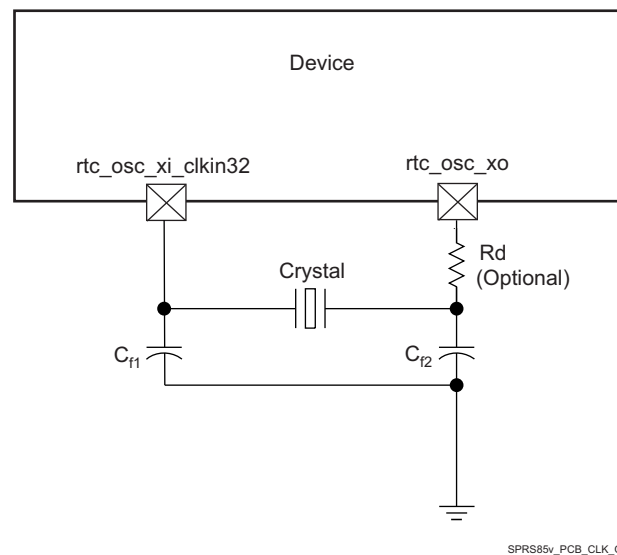 Device
rtc_osc_xi_clkin32
rtc_osc_xo
Crystal
Rd
(Optional)
Cf1
Cf2